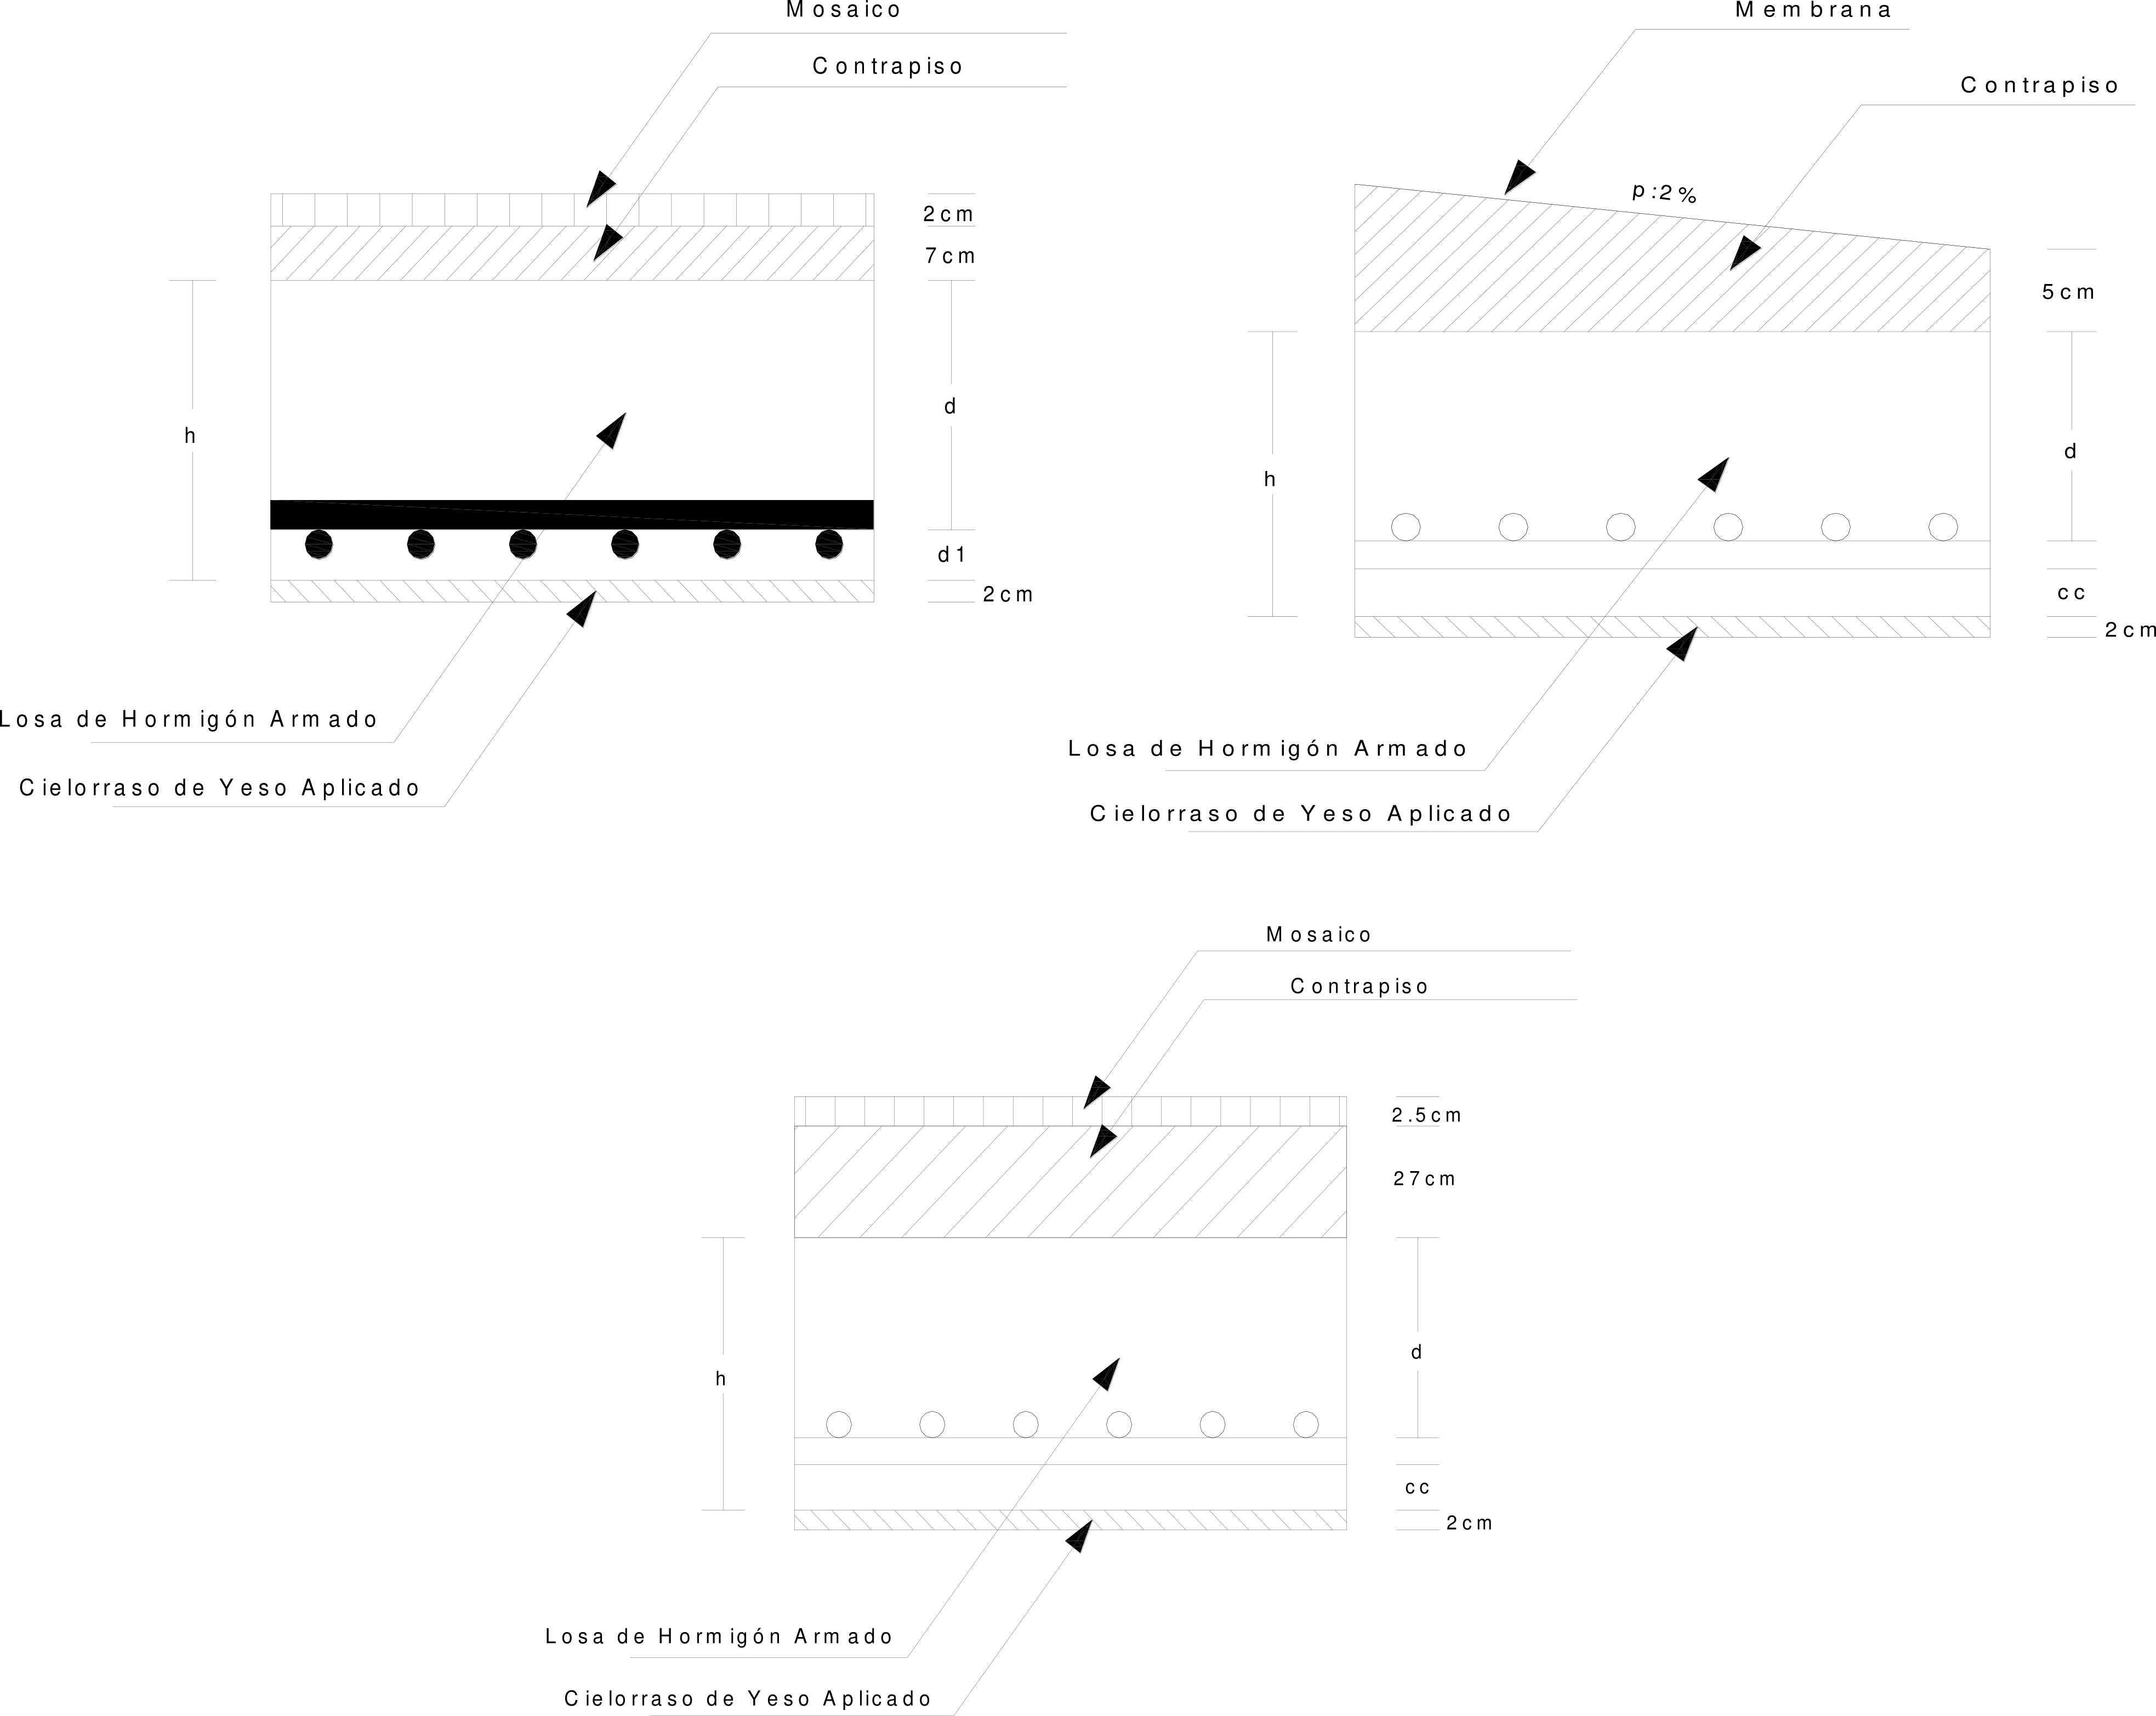 Mosaico
Contrapiso
2cm
7cm
h
d
d1
2cm
Losa de Hormigón Armado
Cielorraso de Yeso Aplicado
Membrana
Contrapiso
p:2%
5cm
h
d
cc
2cm
Losa de Hormigón Armado
Cielorraso de Yeso Aplicado
Mosaico
Contrapiso
2.5cm
27cm
h
d
cc
2cm
Losa de Hormigón Armado
Cielorraso de Yeso Aplicado